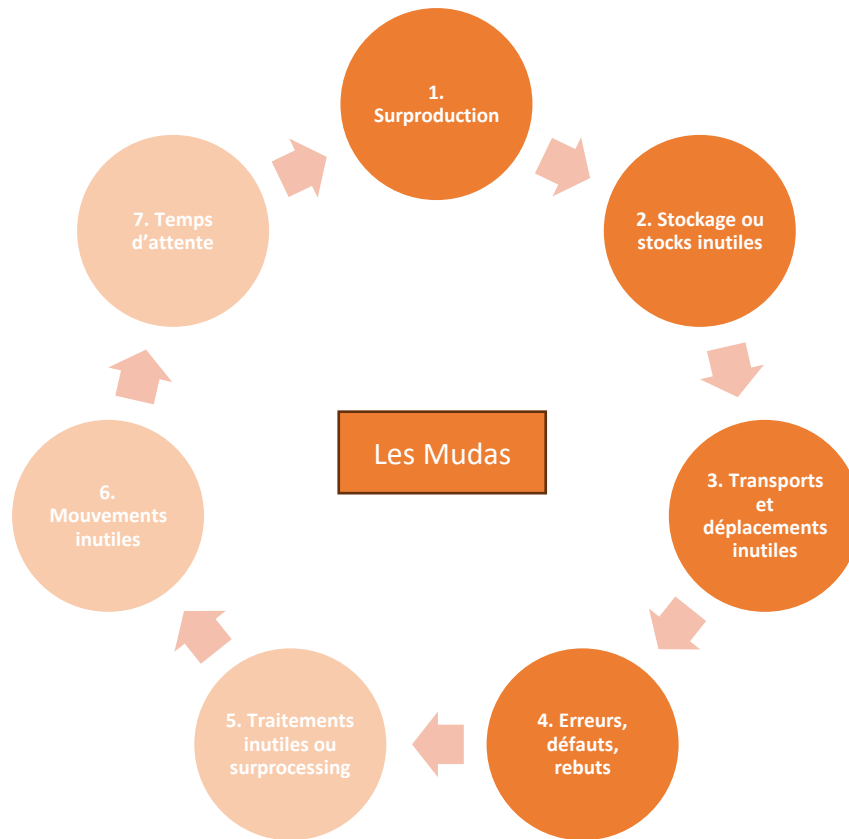 1.
Surproduction
2. Stockage ou
stocks inutiles
3. Transports
et
déplacements
inutiles
4. Erreurs,
défauts,
rebuts
5. Traitements
inutiles ou
surprocessing
6.
Mouvements
inutiles
7. Temps
d'attente
Les Mudas